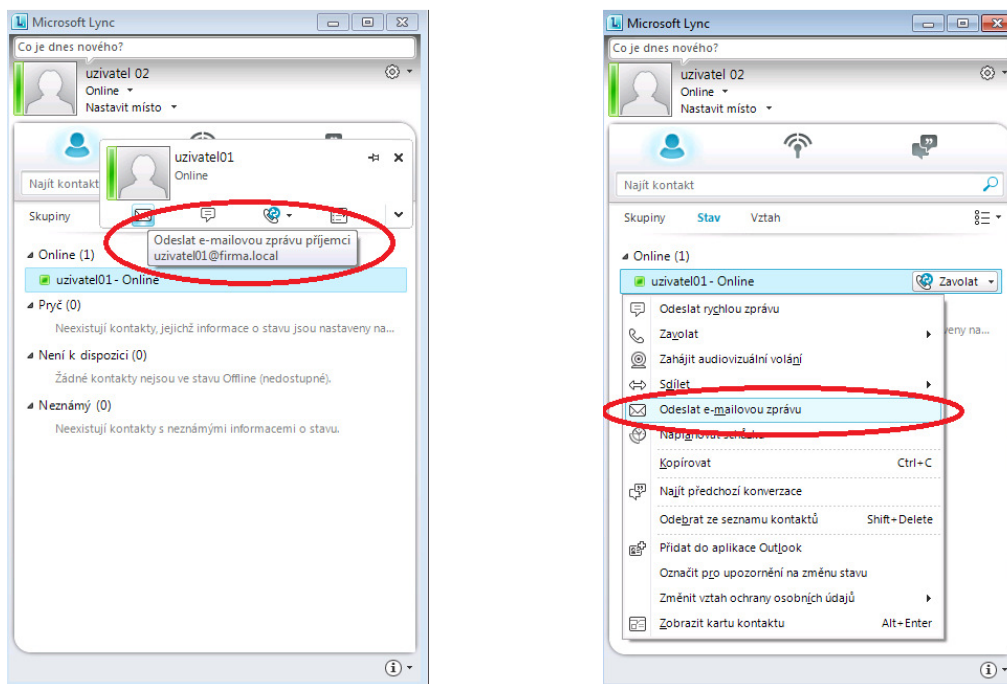 Microsoft Lync
Co je dnes nového?
uzivatel 02
Online
Nastavit místo
uzivatel01
Online
Najít kontakt
Skupiny
Odeslat e-mailovou zprávu příjemci
uzivatel01@firma.local
Online (1)
uzivatel01 - Online
Pryč (0)
Neexistují kontakty, jejichž informace o stavu jsou nastaveny na...
Není k dispozici (0)
Žádné kontakty nejsou ve stavu Offline (nedostupné).
Neznámý (0)
Neexistují kontakty s neznámými informacemi o stavu.
Microsoft Lync
Co je dnes nového?
uzivatel 02
Online
Nastavit místo
Najít kontakt
Skupiny Stav Vztah
Online (1)
uzivatel01 - Online Zavolat
Odeslat rychlou zprávu
Zavolat
Zahájit audiovizuální volání
Sdílet
Odeslat e-mailovou zprávu
Naplánovat schůzku
Kopírovat Ctrl+C
Najít předchozí konverzace
Odebrat ze seznamu kontaktů Shift+Delete
Přidat do aplikace Outlook
Označit pro upozornění na změnu stavu
Změnit vztah ochrany osobních údajů
Zobrazit kartu kontaktu Alt+Enter